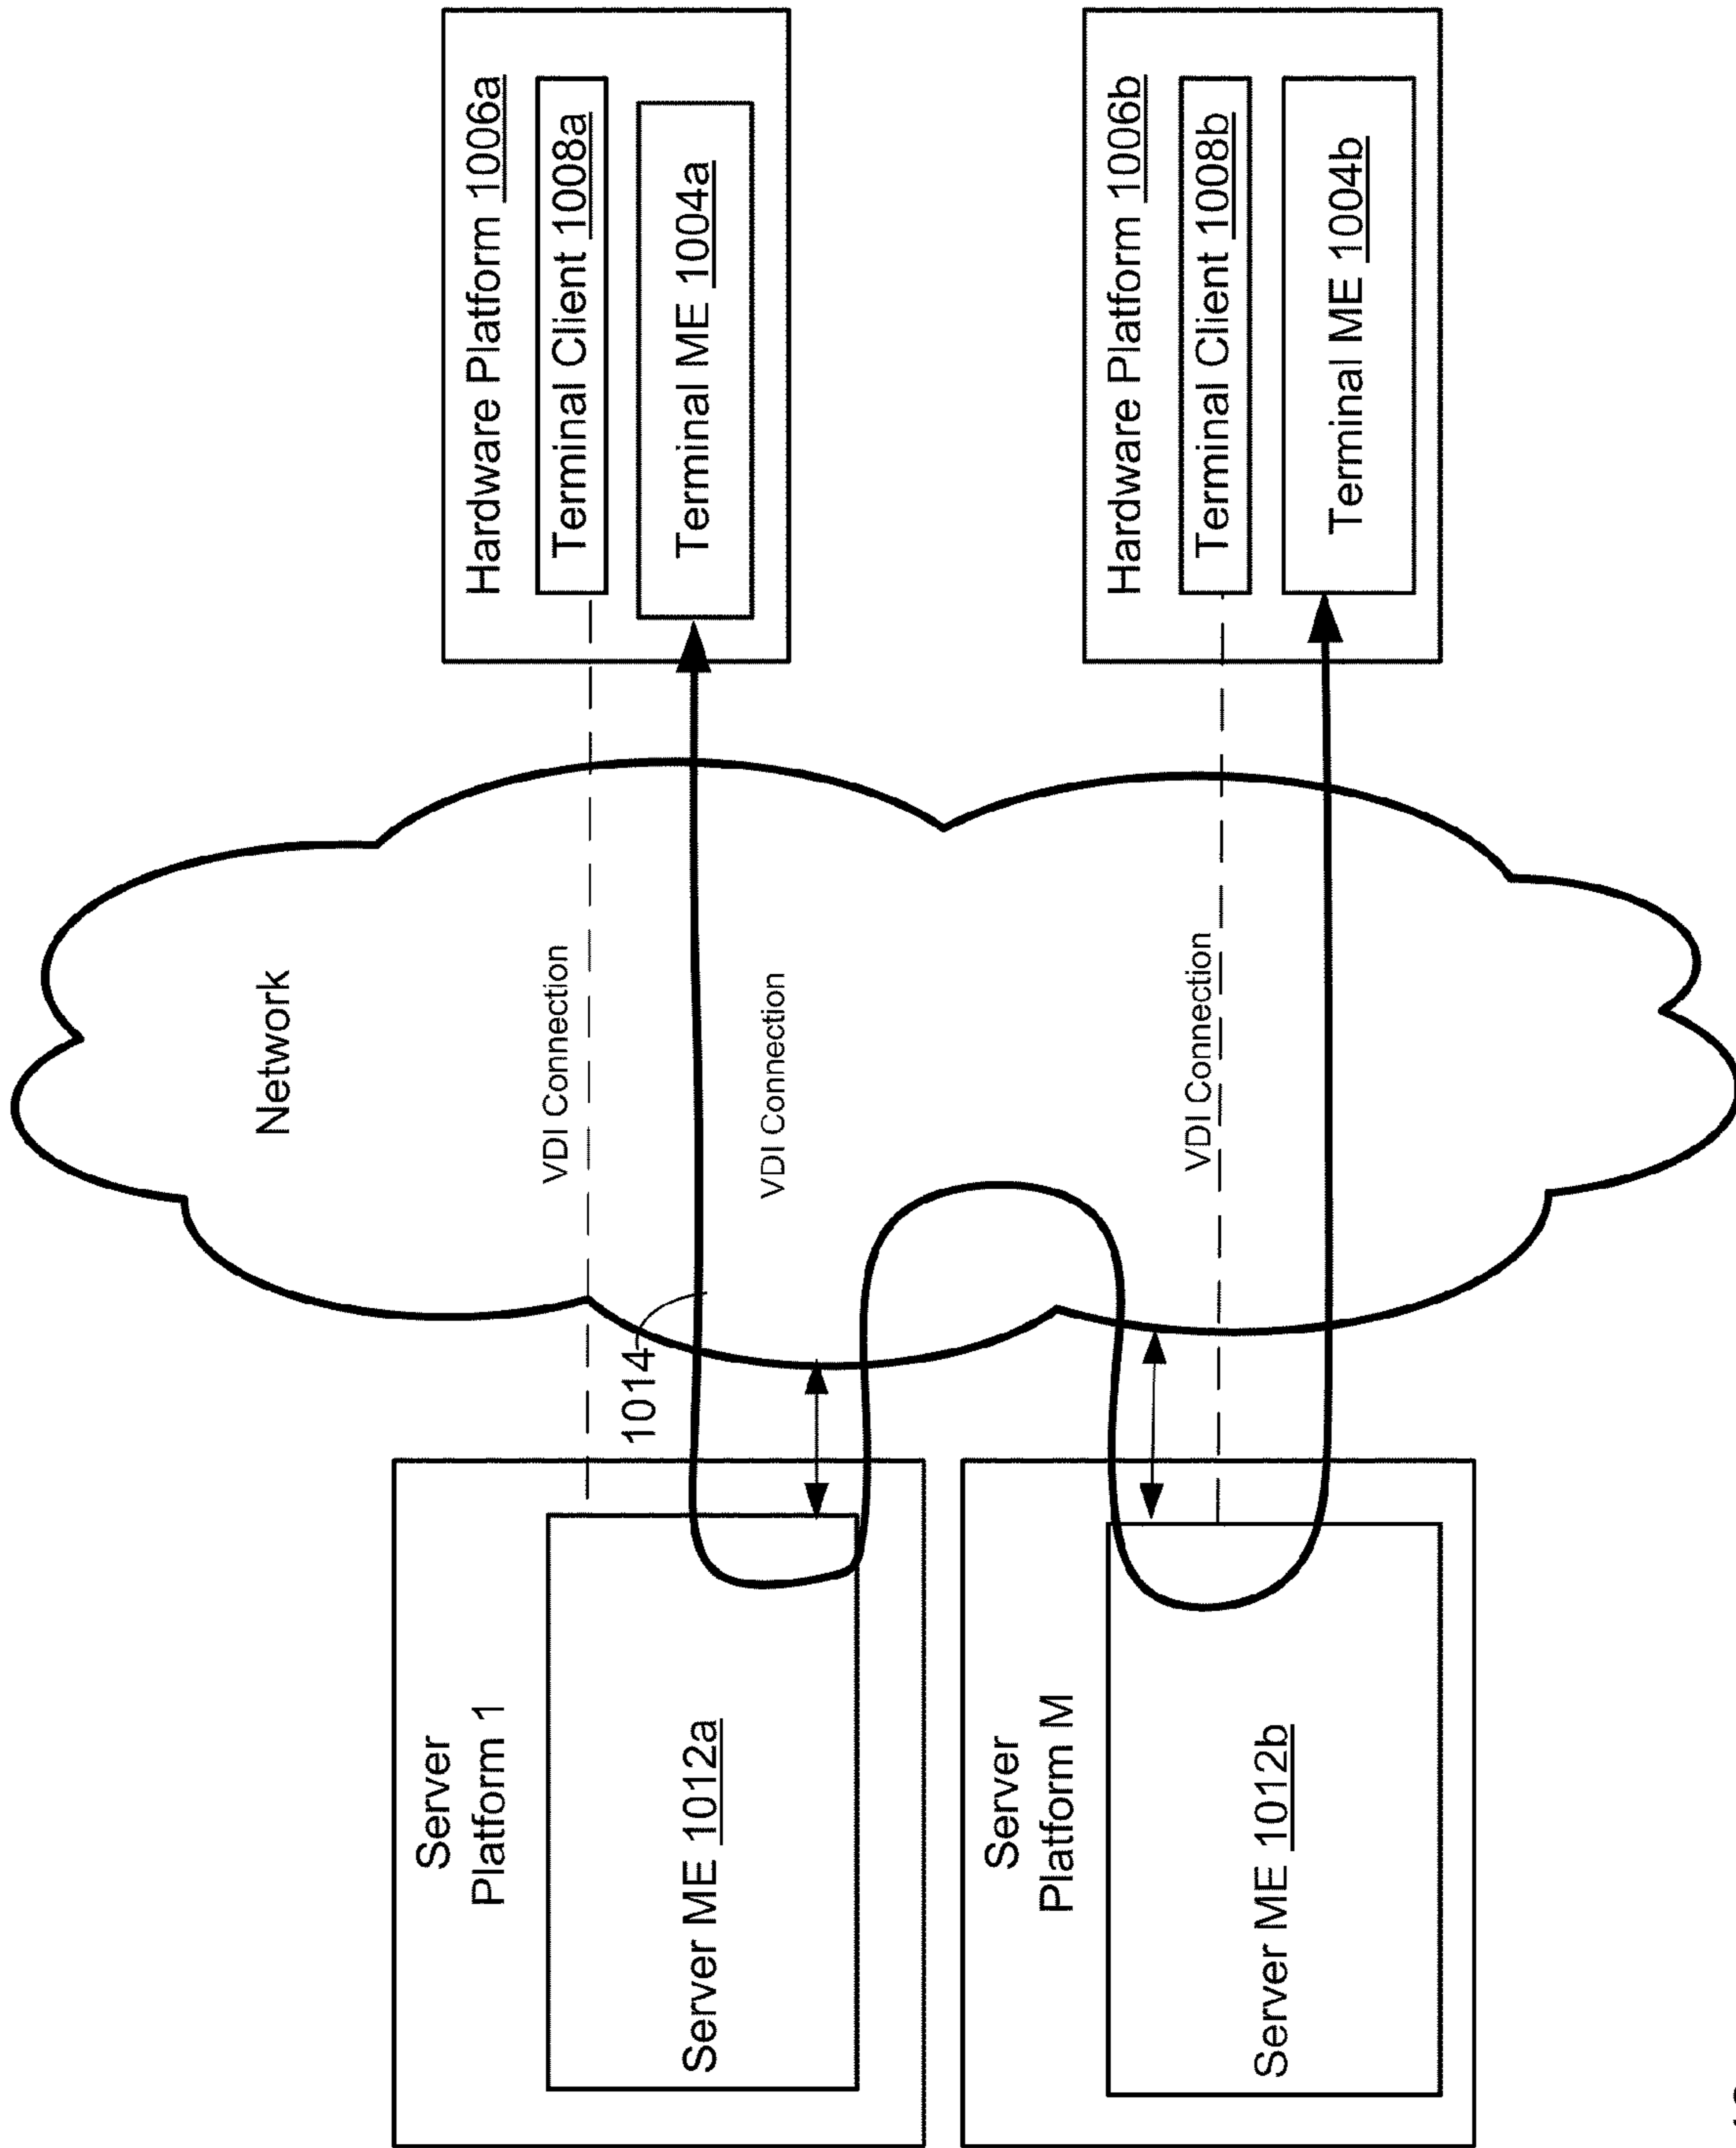 Network
Server
Platform 1
Server ME 1012a
VDI Connection
1014
VDI Connection
Hardware Platform 1006a
Terminal Client 1008a
Terminal ME 1004a
Server
Platform M
Server ME 1012b
VDI Connection
Hardware Platform 1006b
Terminal Client 1008b
Terminal ME 1004b